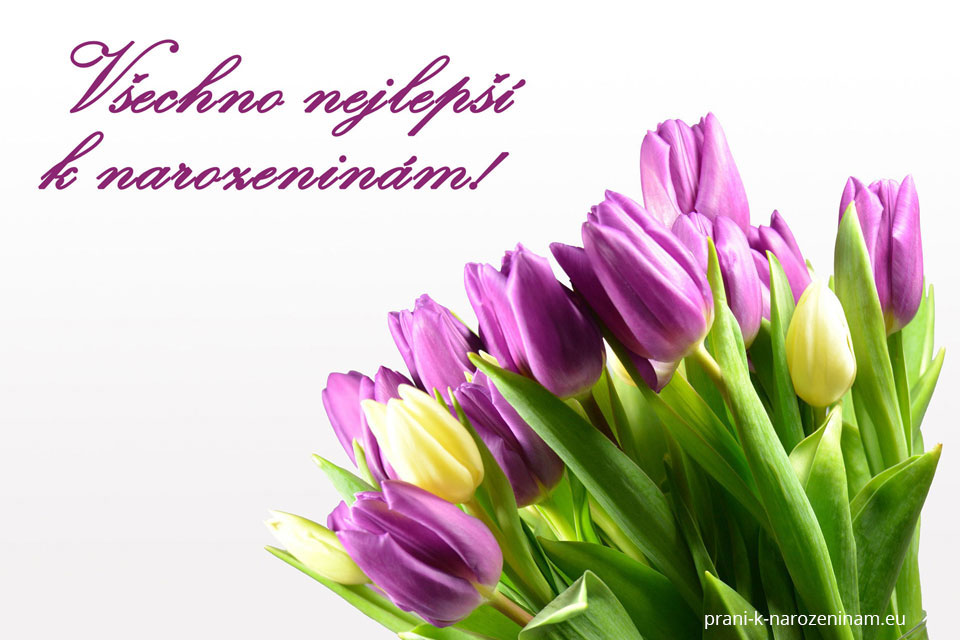 Všechno nejlepší
k narozeninám!
prani-k-narozeninam.eu